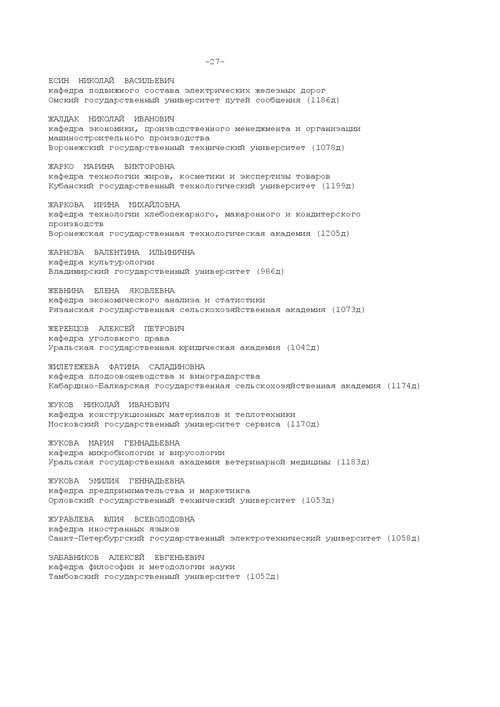 -27-
ЕСИН НИКОЛАЙ ВАСИЛЬЕВИЧ
кафедра подвижного состава электрических железных дорог
Омский государственный университет путей сообщения (1186д)
ЖАЛДАК НИКОЛАЙ ИВАНОВИЧ
кафедра экономики, производственного менеджмента и организации
машиностроительного производства
Воронежский государственный технический университет (1078д)
ЖАРКО МАРИНА ВИКТОРОВНА
кафедра технологии жиров, косметики и экспертизы товаров
Кубанский государственный технологический университет (1199д)
ЖАРКОВА ИРИНА МИХАЙЛОВНА
кафедра технологии хлебопекарного, макаронного и кондитерского
производств
Воронежская государственная технологическая академия (1205д)
ЖАРНОВА ВАЛЕНТИНА ИЛЬИНИЧНА
кафедра культурологии
Владимирский государственный университет (986д)
ЖЕВНИНА ЕЛЕНА ЯКОВЛЕВНА
кафедра экономического анализа и статистики
Рязанская государственная сельскохозяйственная академия (1073д)
ЖЕРЕБЦОВ АЛЕКСЕЙ ПЕТРОВИЧ
кафедра уголовного права
Уральская государственная юридическая академия (1042д)
ЖИЛЕТЕЖЕВА ФАТИМА САЛАДИНОВНА
кафедра плодоовощеводства и виноградарства
Кабардино-Балкарская государственная сельскохозяйственная академия (1174д)
ЖУКОВ НИКОЛАЙ ИВАНОВИЧ
кафедра конструкционных материалов и теплотехники
Московский государственный университет сервиса (1170д)
ЖУКОВА МАРИЯ ГЕННАДЬЕВНА
кафедра микробиологии и вирусологии
Уральская государственная академия ветеринарной медицины (1183д)
ЖУКОВА ЭМИЛИЯ ГЕННАДЬЕВНА
кафедра предпринимательства и маркетинга
Орловский государственный технический университет (1053д)
ЖУРАВЛЕВА ЮЛИЯ ВСЕВОЛОДОВНА
кафедра иностранных языков
Санкт-Петербургский государственный электротехнический университет (1058д)
ЗАБАВНИКОВ АЛЕКСЕЙ ЕВГЕНЬЕВИЧ
кафедра философии и методологии науки
Тамбовский государственный университет (1052д)